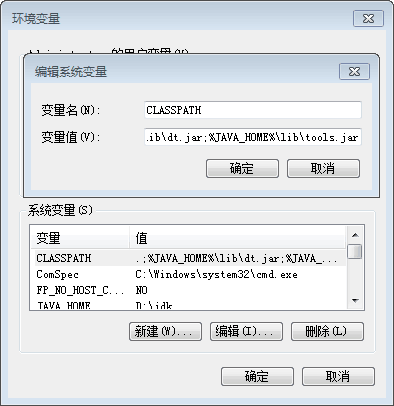 环境变量
的用户变量(U)
编辑系统变量
变量名(N):
CLASSPATH
变量值(V):
.ib\dt.jar;%JAVA_HOME%\lib\tools.jar
确定
取消
系统变量(S)
变量 值
CLASSPATH .;%JAVA_HOME%\lib\dt.jar;%JAVA_...
ComSpec C:\Windows\system32\cmd.exe
FP_NO_HOST_C... NO
JAVA_HOME D:\jdk
新建(W)... 编辑(I)... 删除(L)
确定 取消